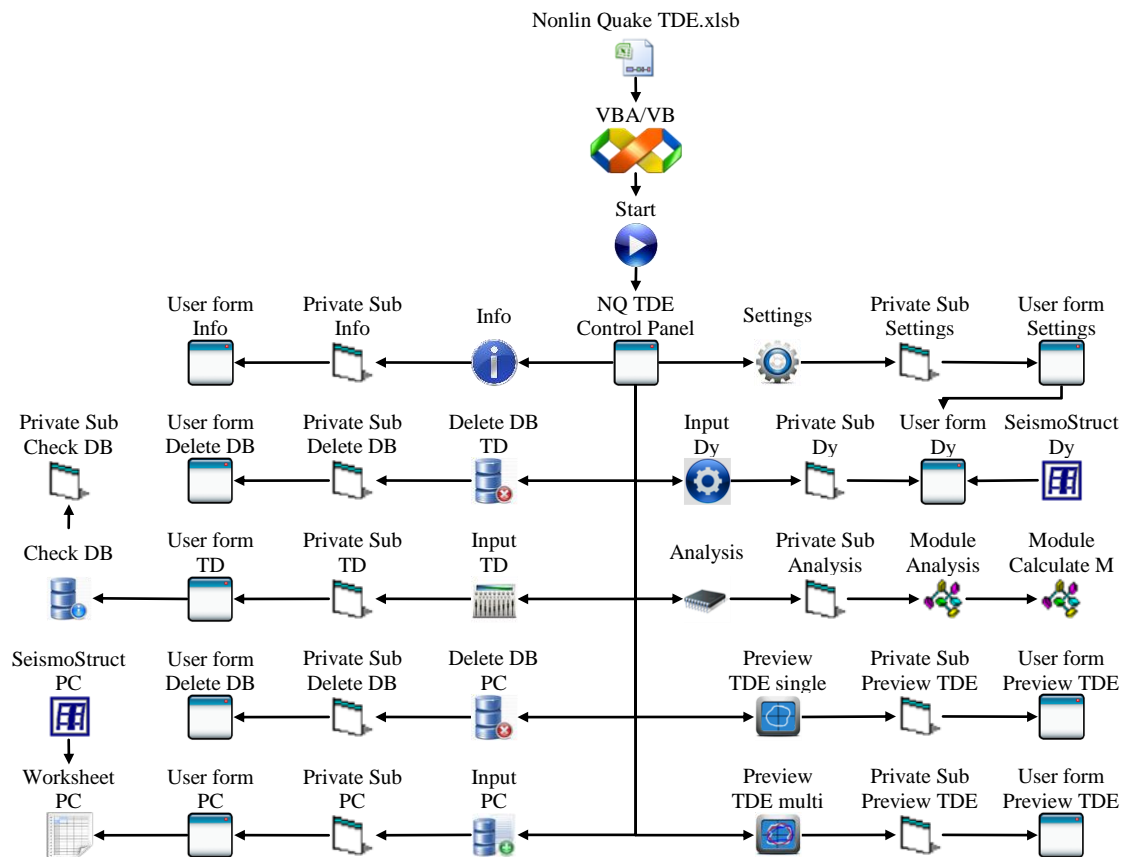 Nonlin Quake TDE.xlsb
VBA/VB
Start
User form
Info
Private Sub
Info
Info
NQ TDE
Control Panel
Settings
Private Sub
Settings
User form
Settings
Private Sub
Check DB
User form
Delete DB
Private Sub
Delete DB
Delete DB
TD
Input
Dy
Private Sub
Dy
User form
Dy
SeismoStruct
Dy
Check DB
User form
TD
Private Sub
TD
Input
TD
Analysis
Private Sub
Analysis
Module
Analysis
Module
Calculate M
SeismoStruct
PC
User form
Delete DB
Private Sub
Delete DB
Delete DB
PC
Preview
TDE single
Private Sub
Preview TDE
User form
Preview TDE
Worksheet
PC
User form
PC
Private Sub
PC
Input
PC
Preview
TDE multi
Private Sub
Preview TDE
User form
Preview TDE